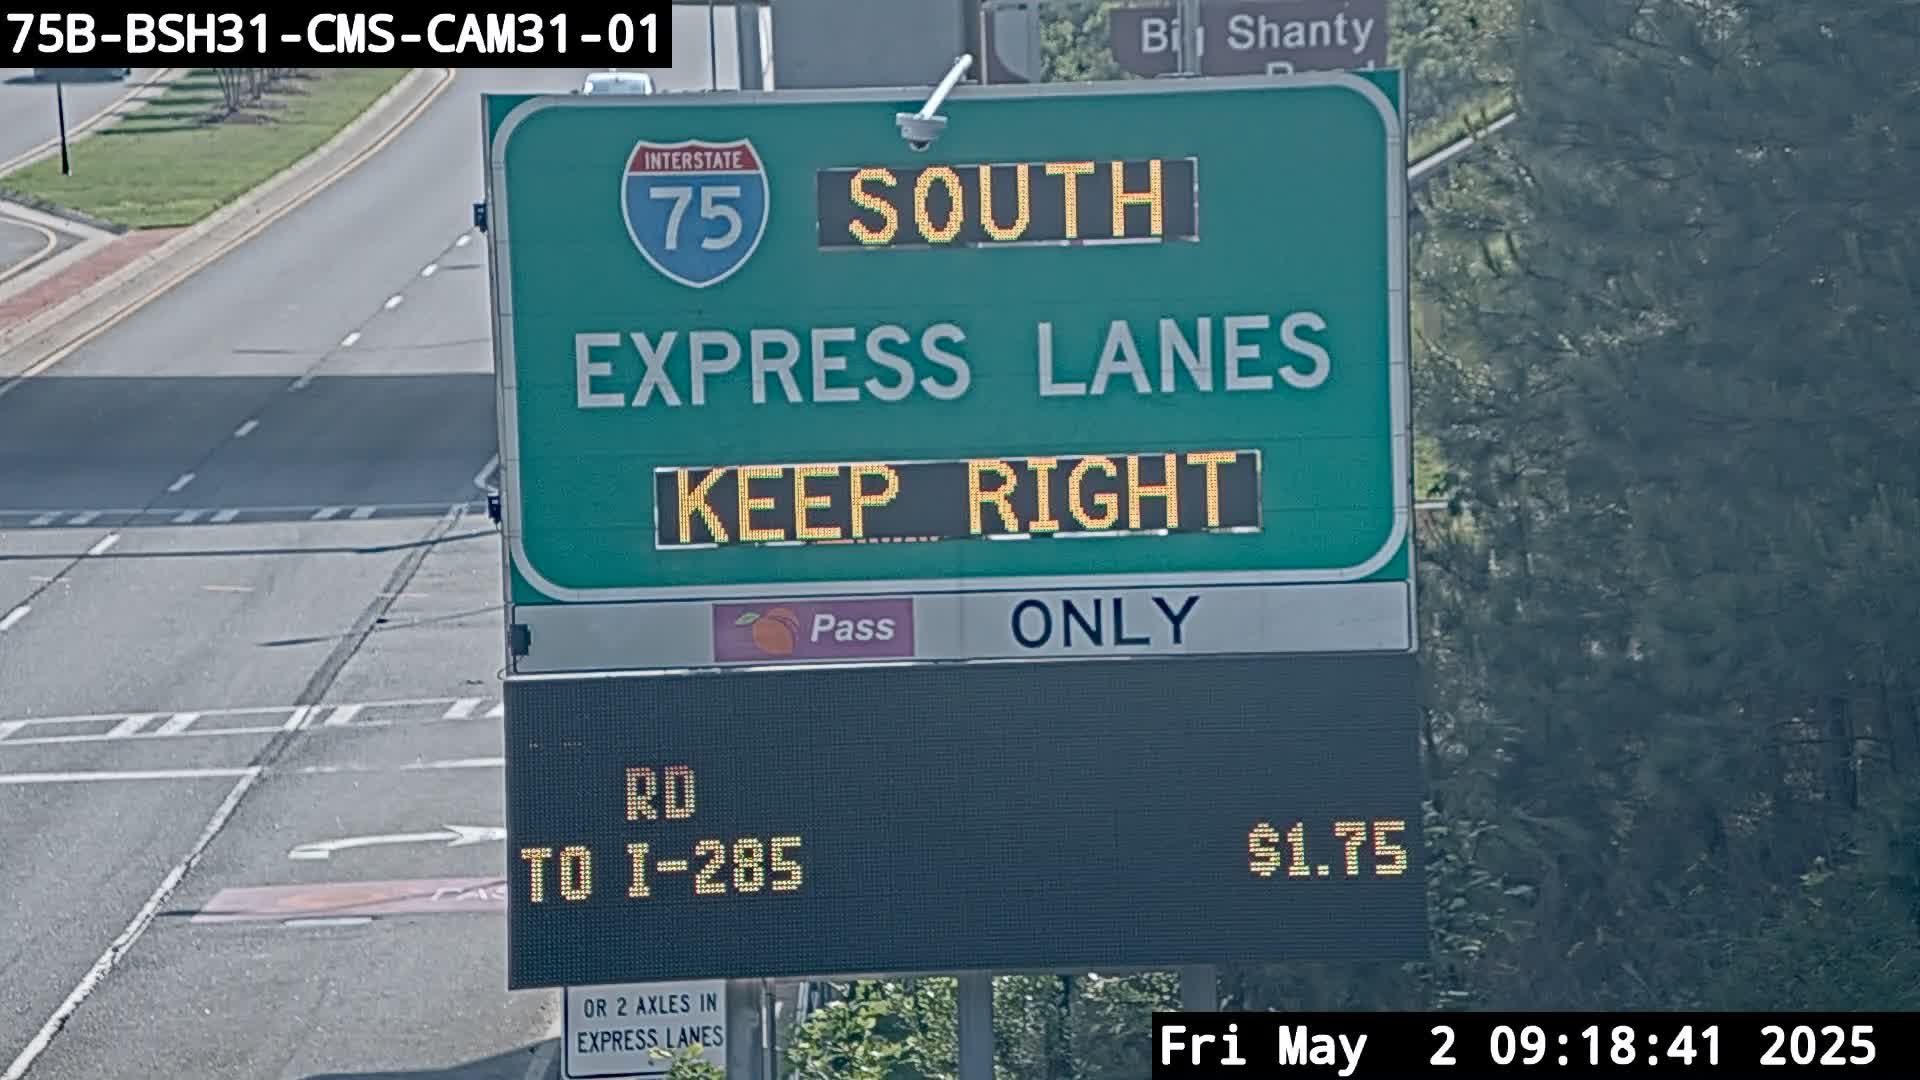 75B-BSH31-CMS-CAM31-01
Big Shanty
Road
INTERSTATE
75
SOUTH
EXPRESS LANES
KEEP RIGHT
Pass
ONLY
RD
TO I-285 $1.75
OR 2 AXLES IN
EXPRESS LANES
Fri May 2 09:18:41 2025